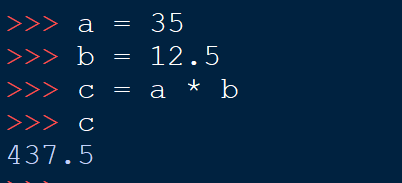 >>> a = 35
>>> b = 12.5
>>> c = a * b
>>> c
437.5